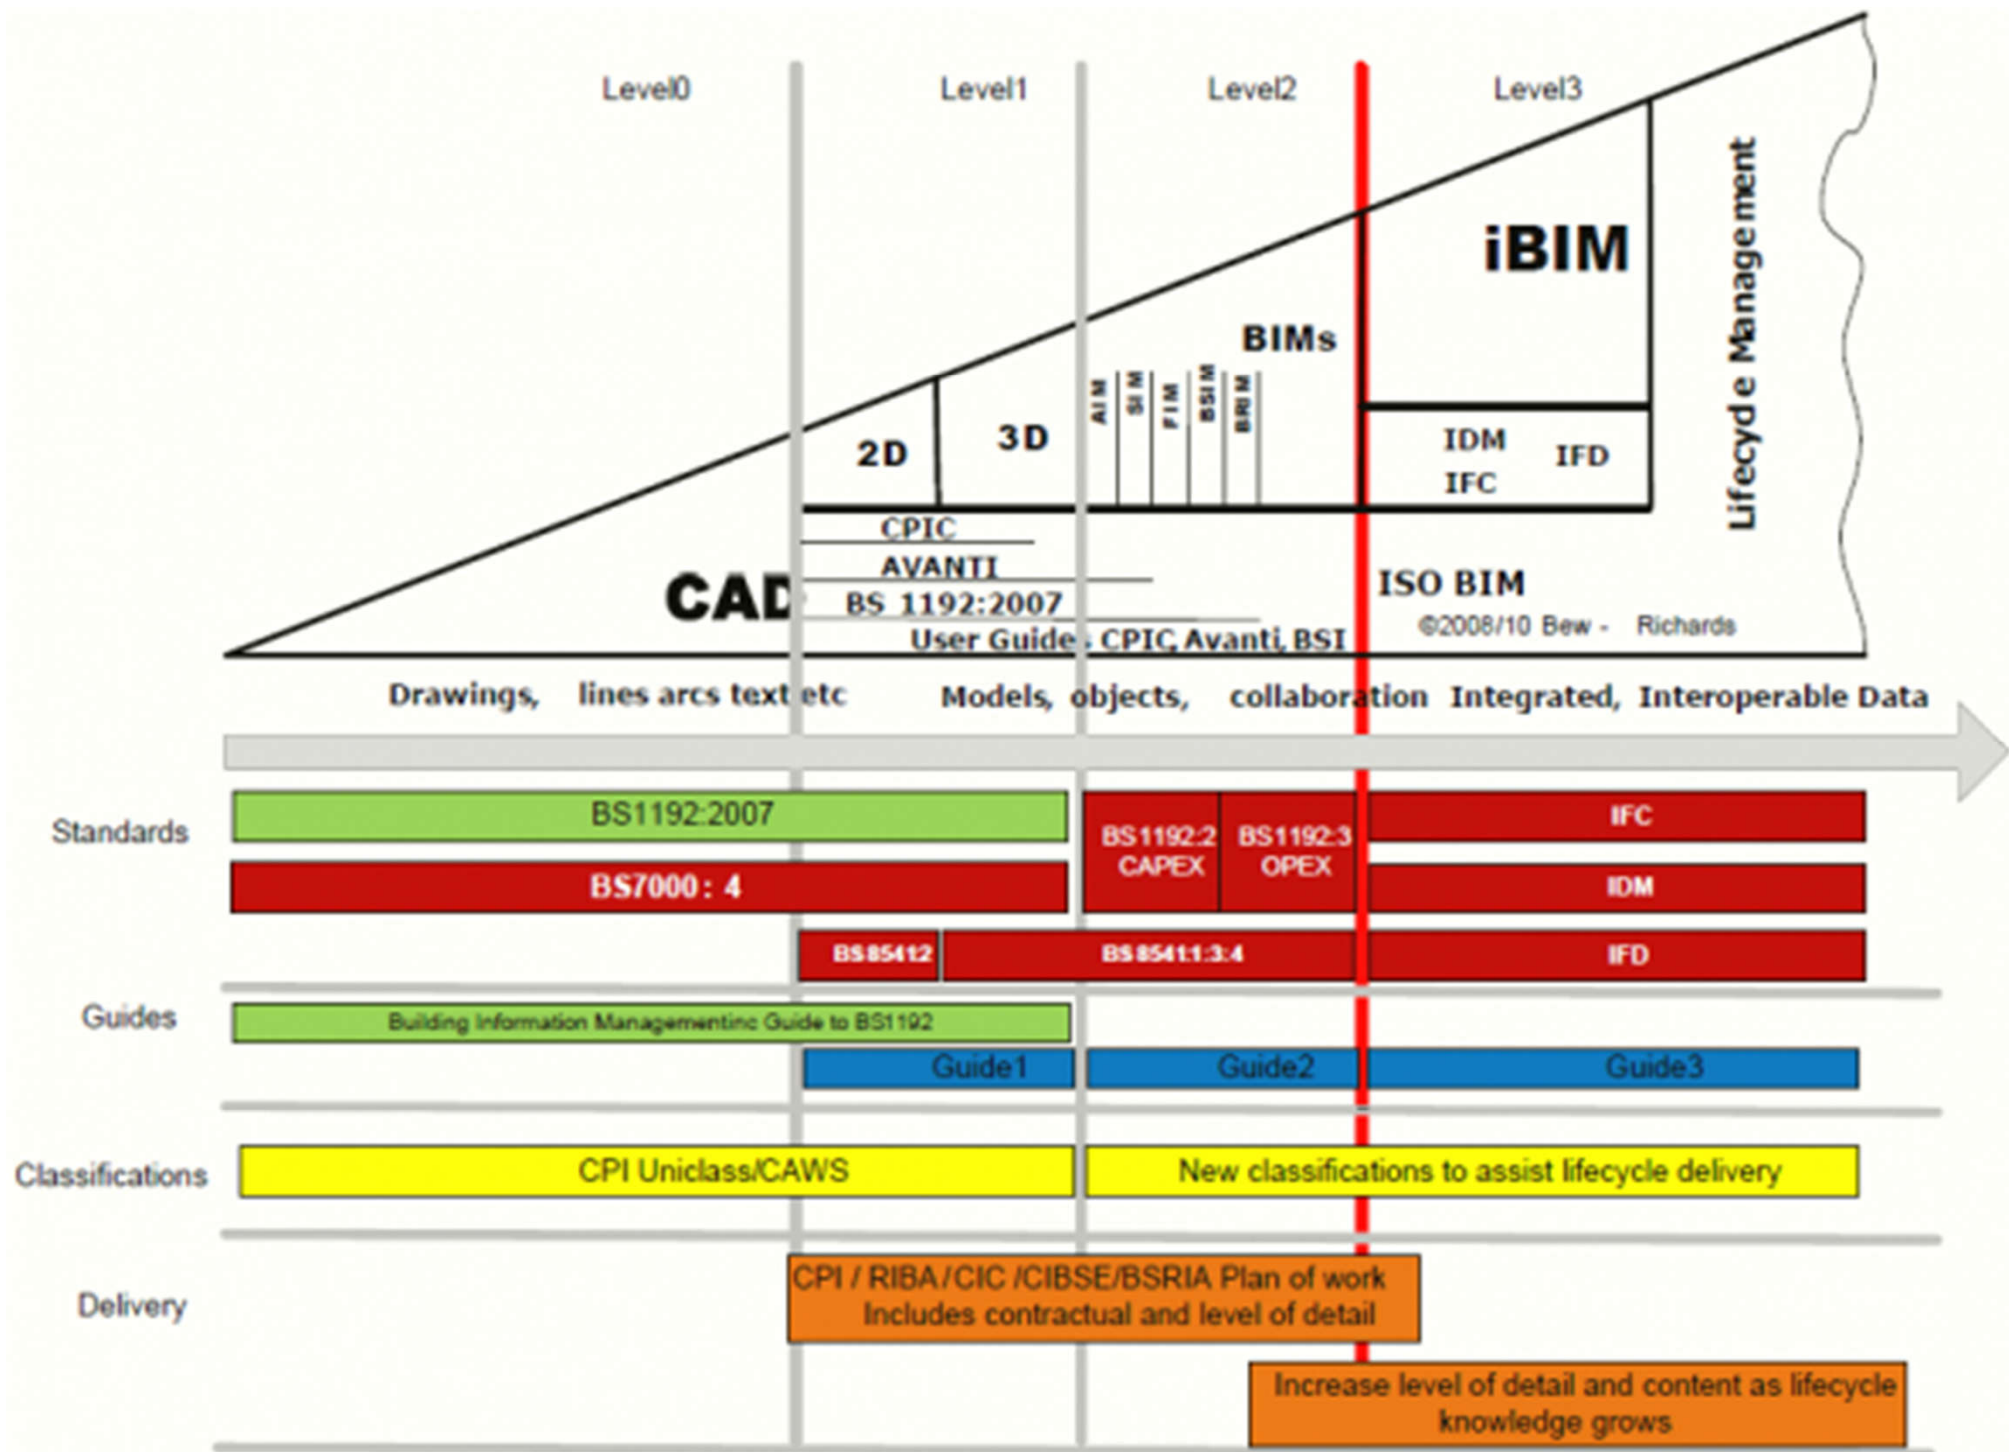 Level0 Level1 Level2 Level3
iBIM
Lifecycle Management
BIMs
AIM
SIM
FIM
BSIM
BRIM
2D
3D
IDM
IFD
IFC
CPIC
AVANTI
CAD
BS 1192:2007
ISO BIM
©2008/10 Bew - Richards
User Guides CPIC, Avanti, BSI
Drawings, lines arcs text etc Models, objects, collaboration Integrated, Interoperable Data
Standards
BS1192:2007
BS7000: 4
BS1192:2
CAPEX
BS1192:3
OPEX
IFC
IDM
BS8541:2
BS8541:1:3:4
IFD
Guides
Building Information Managementinc Guide to BS1192
Guide1
Guide2
Guide3
Classifications
CPI Uniclass/CAWS
New classifications to assist lifecycle delivery
Delivery
CPI / RIBA/CIC /CIBSE/BSRIA Plan of work
Includes contractual and level of detail
Increase level of detail and content as lifecycle
knowledge grows